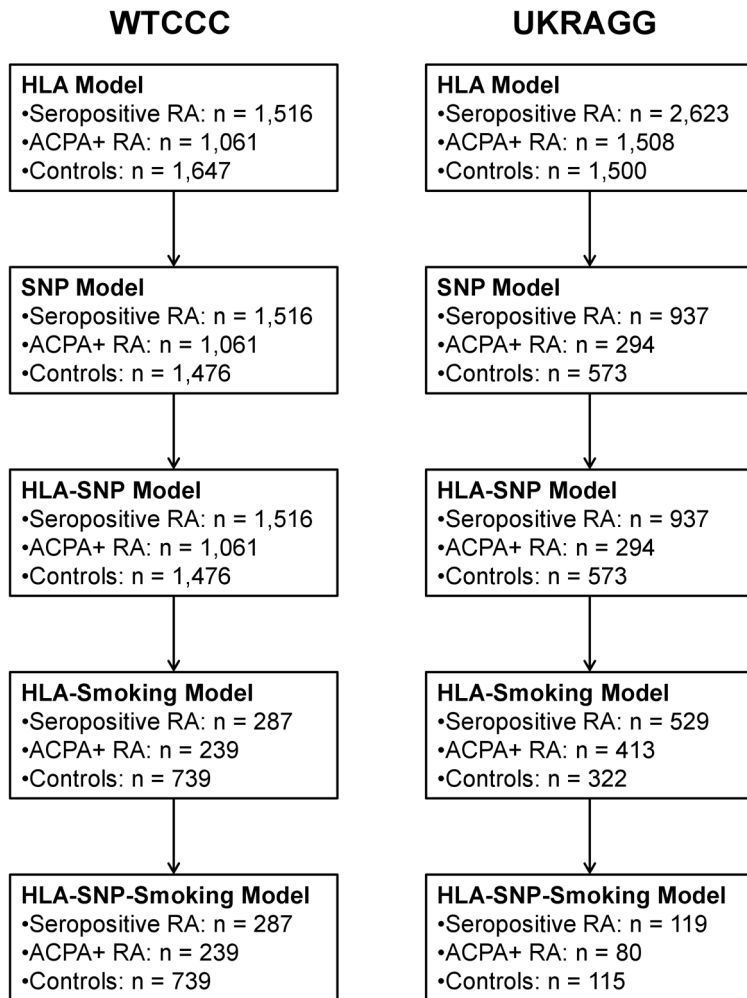 WTCCC
HLA Model
•Seropositive RA: n = 1,516
•ACPA+ RA: n = 1,061
•Controls: n = 1,647
SNP Model
•Seropositive RA: n = 1,516
•ACPA+ RA: n = 1,061
•Controls: n = 1,476
HLA-SNP Model
•Seropositive RA: n = 1,516
•ACPA+ RA: n = 1,061
•Controls: n = 1,476
HLA-Smoking Model
•Seropositive RA: n = 287
•ACPA+ RA: n = 239
•Controls: n = 739
HLA-SNP-Smoking Model
•Seropositive RA: n = 287
•ACPA+ RA: n = 239
•Controls: n = 739
UKRAGG
HLA Model
•Seropositive RA: n = 2,623
•ACPA+ RA: n = 1,508
•Controls: n = 1,500
SNP Model
•Seropositive RA: n = 937
•ACPA+ RA: n = 294
•Controls: n = 573
HLA-SNP Model
•Seropositive RA: n = 937
•ACPA+ RA: n = 294
•Controls: n = 573
HLA-Smoking Model
•Seropositive RA: n = 529
•ACPA+ RA: n = 413
•Controls: n = 322
HLA-SNP-Smoking Model
•Seropositive RA: n = 119
•ACPA+ RA: n = 80
•Controls: n = 115